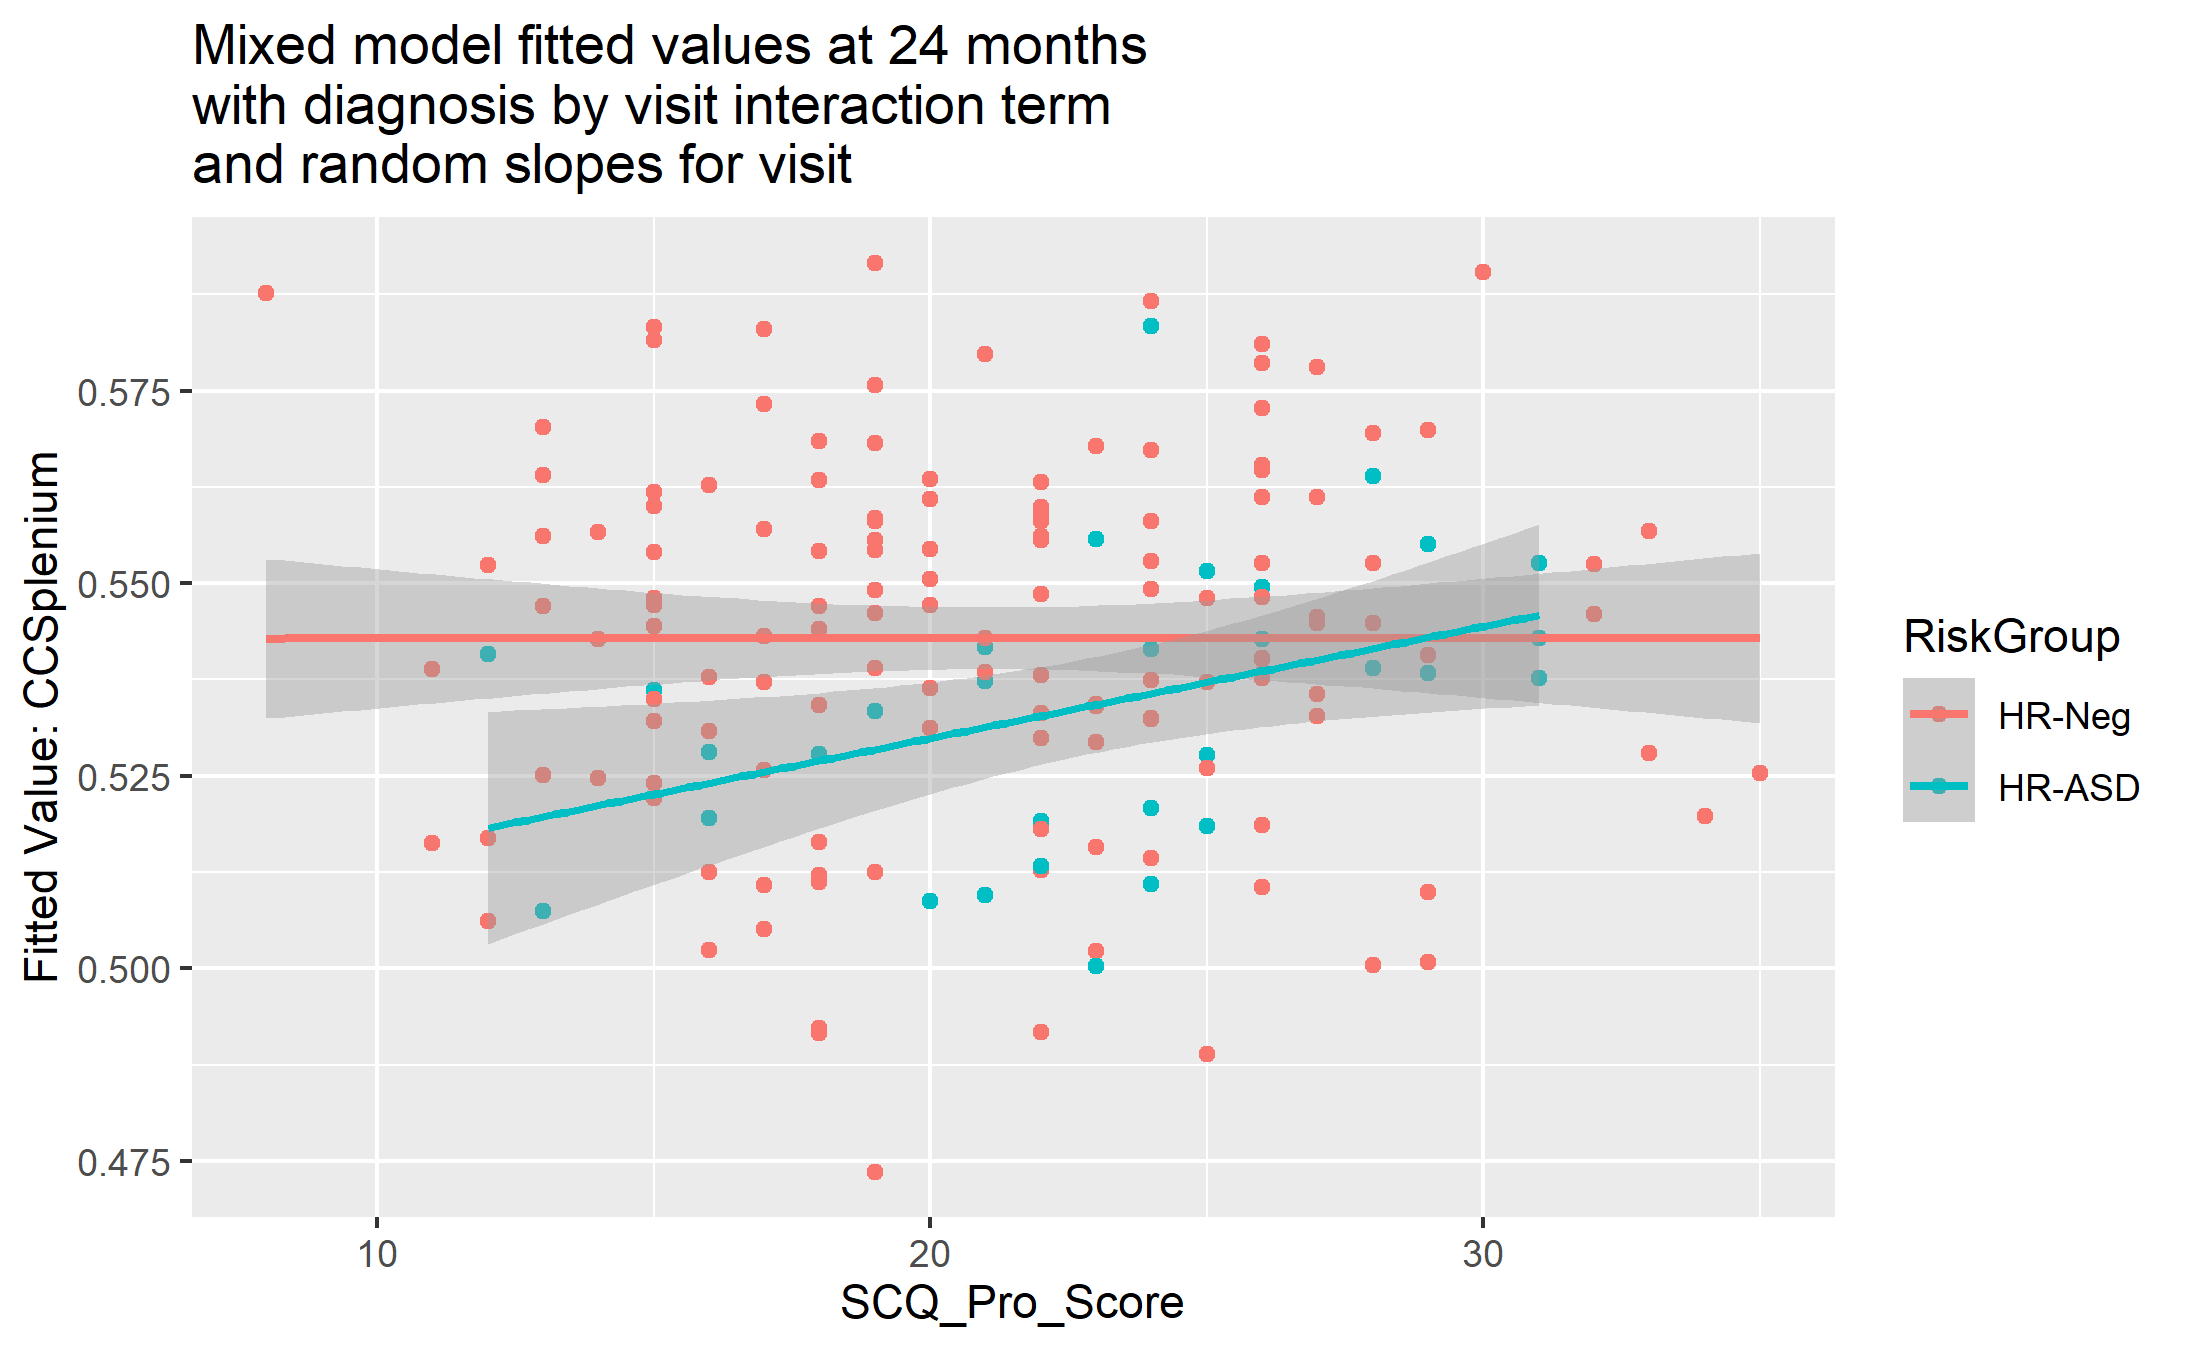 Mixed model fitted values at 24 months
with diagnosis by visit interaction term
and random slopes for visit
Fitted Value: CCSplenium
0.575
0.550
0.525
0.500
0.475
10
20
30
SCQ_Pro_Score
RiskGroup
HR-Neg
HR-ASD